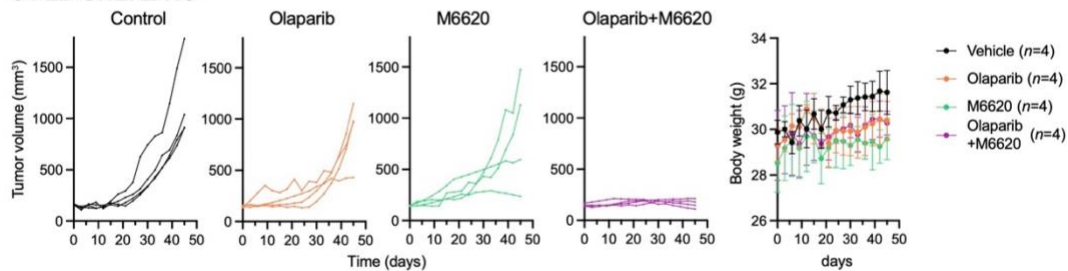 Control
Olaparib
M6620
Olaparib+M6620
Tumor volume (mm³)
1500
1000
500
0
0 10 20 30 40 50
1500
1000
500
0
0 10 20 30 40 50
1500
1000
500
0
0 10 20 30 40 50
1500
1000
500
0
0 10 20 30 40 50
Time (days)
Body weight (g)
34
32
30
28
26
0 10 20 30 40 50
days
Vehicle (n=4)
Olaparib (n=4)
M6620 (n=4)
Olaparib
+M6620 (n=4)